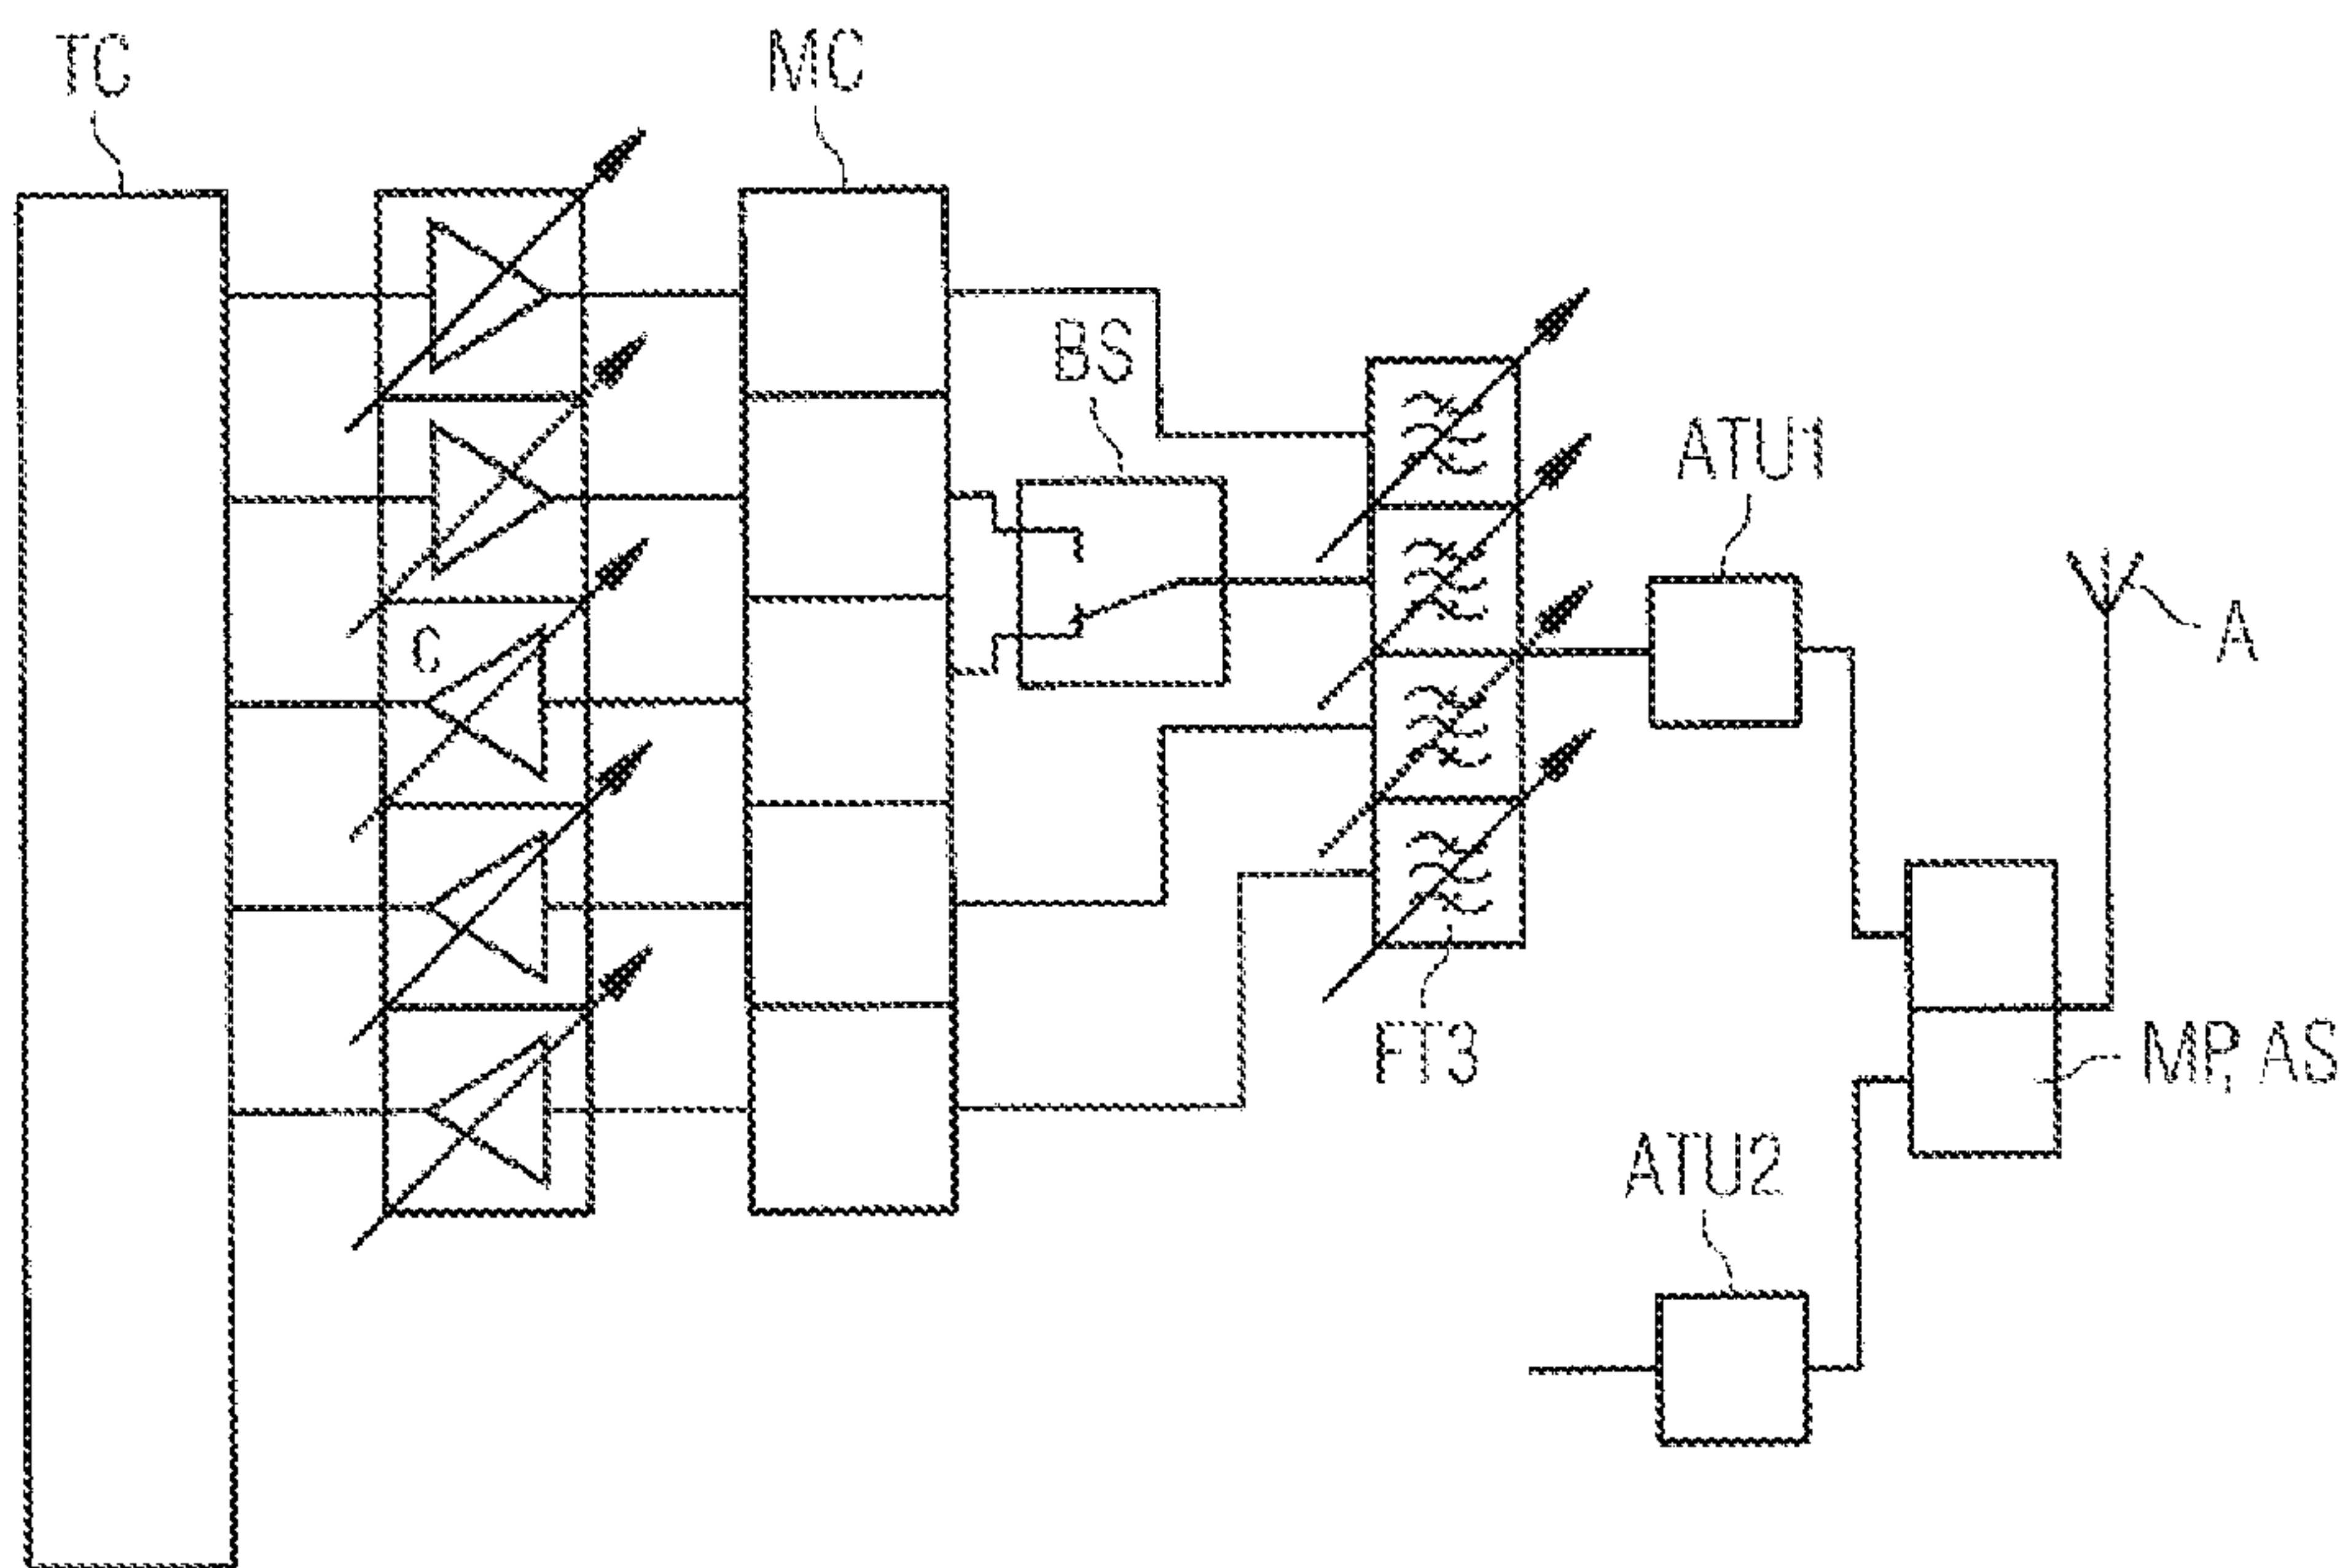 TC
MC
BS
ATU1
A
C
FT3
MP, AS
ATU2